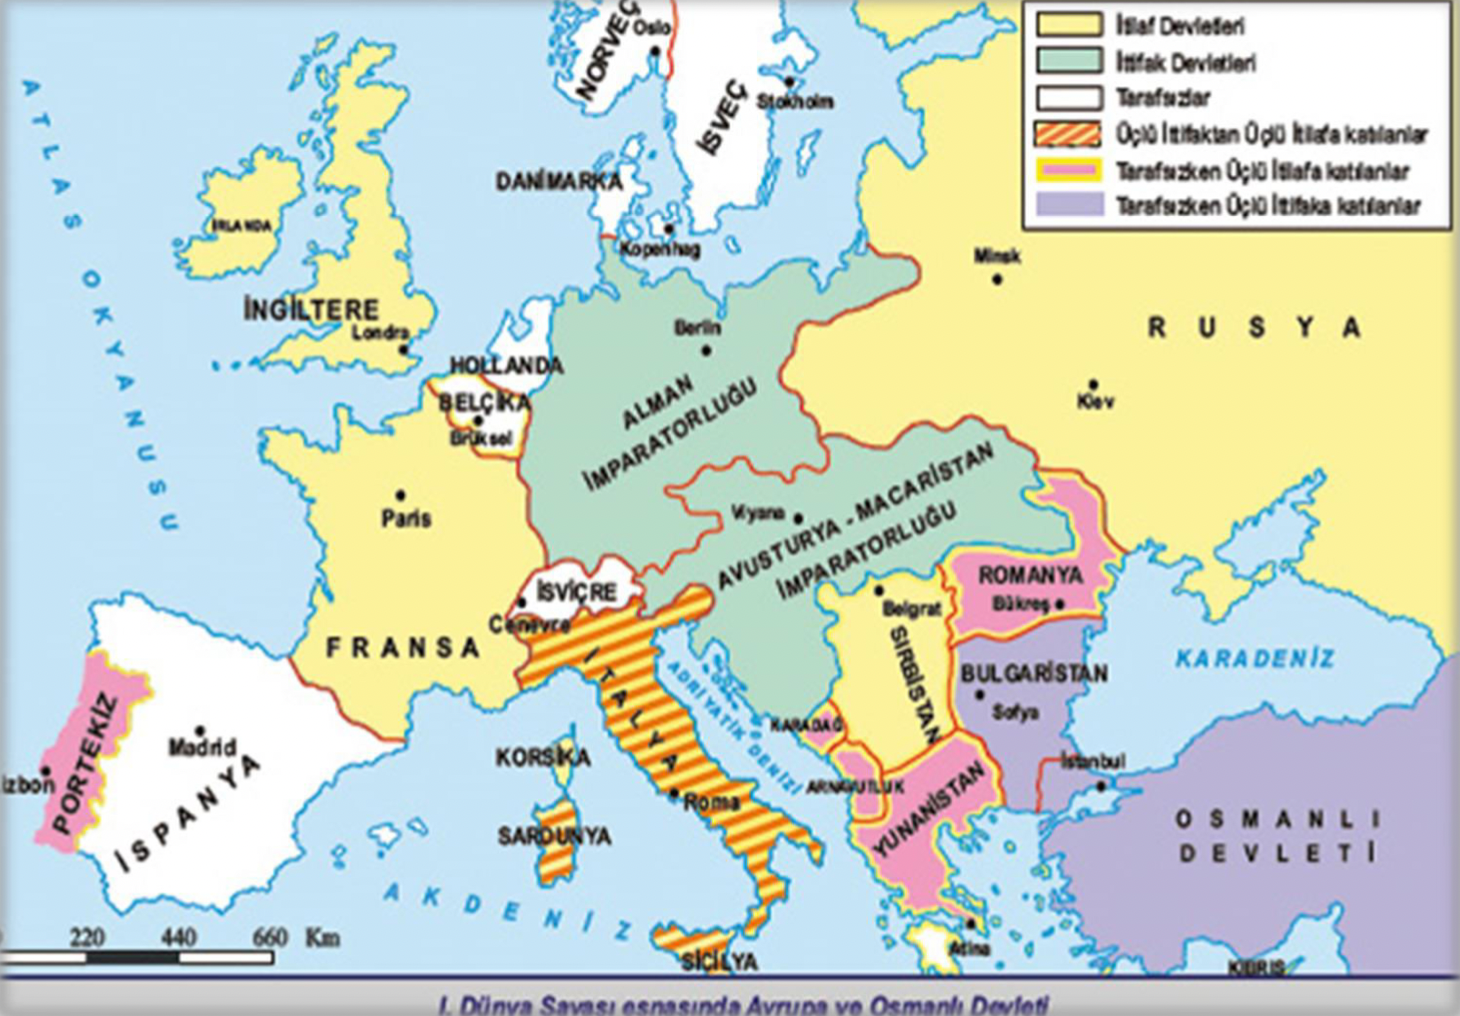 İtilaf Devletleri
İttifak Devletleri
Tarafsızlar
Üçlü İttifaktan Üçlü İtilafa katılanlar
Tarafsızken Üçlü İtilafa katılanlar
Tarafsızken Üçlü İttifaka katılanlar
NORVEÇ
Oslo
İSVEÇ
Stokholm
DANİMARKA
Kopenhag
ATLAS OKYANUSU
İRLANDA
İNGİLTERE
Londra
HOLLANDA
BELÇİKA
Brüksel
Berlin
ALMAN
İMPARATORLUĞU
Minsk
RUSYA
Kiev
Paris
FRANSA
Viyana
AVUSTURYA - MACARİSTAN
İMPARATORLUĞU
İSVİÇRE
Cenevre
ROMANYA
Bükreş
Belgrat
SIRBİSTAN
BULGARİSTAN
Sofya
KARADENİZ
PORTEKİZ
izbon
Madrid
İSPANYA
İTALYA
Roma
ADRİYATİK DENİZİ
KARADAĞ
ARNAVUTLUK
YUNANİSTAN
Atina
İstanbul
OSMANLI
DEVLETİ
KORSİKA
SARDUNYA
AKDENİZ
SİCİLYA
KIBRIS
220 440 660 Km
I. Dünya Savaşı esnasında Avrupa ve Osmanlı Devleti